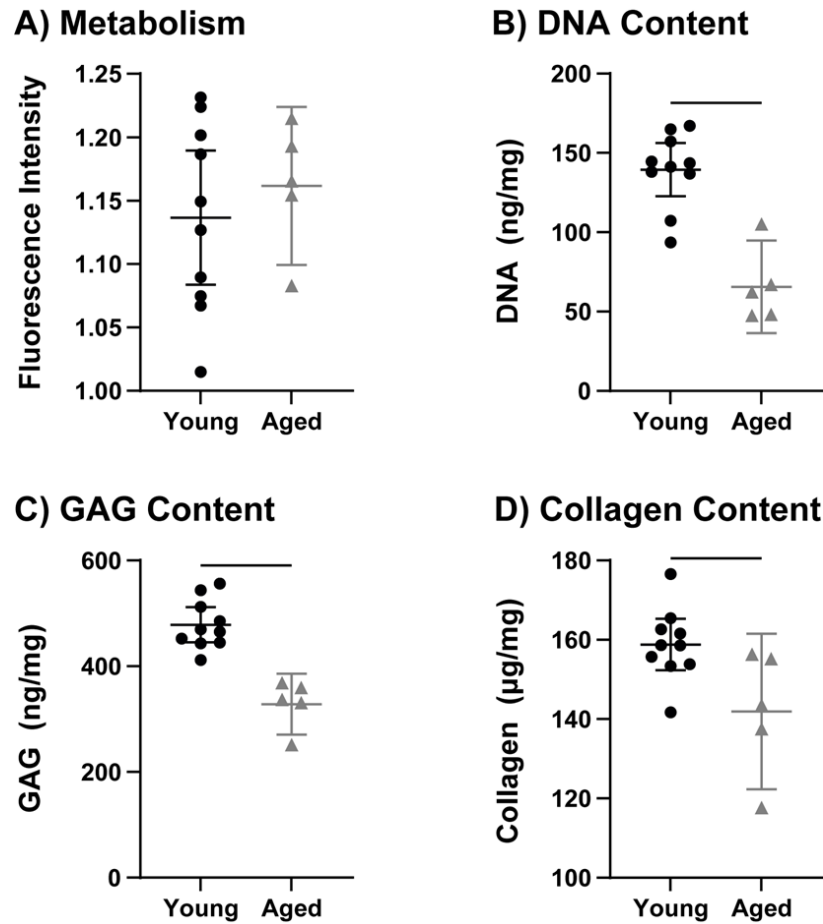 A) Metabolism
Fluorescence Intensity
1.25
1.20
1.15
1.10
1.05
1.00
Young Aged
B) DNA Content
DNA (ng/mg)
200
150
100
50
0
Young Aged
C) GAG Content
GAG (ng/mg)
600
400
200
0
Young Aged
D) Collagen Content
Collagen (µg/mg)
180
160
140
120
100
Young Aged